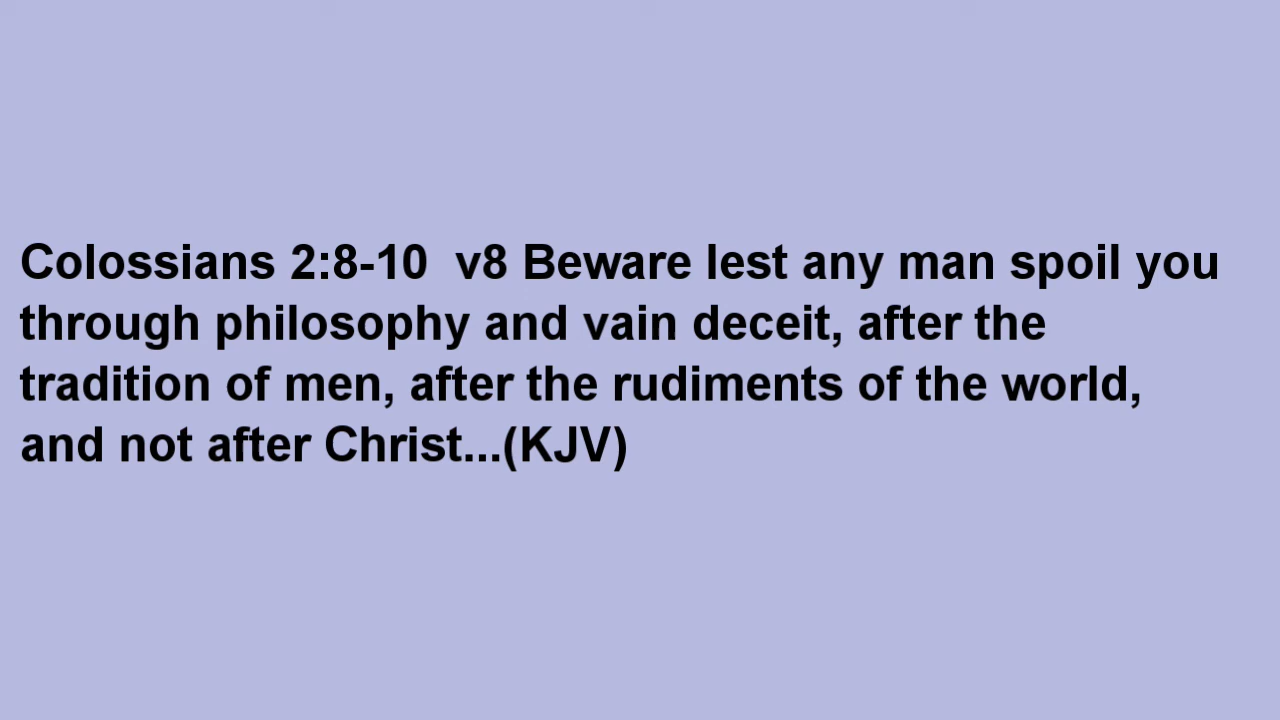 Colossians 2:8-10  v8 Beware lest any man spoil you
through philosophy and vain deceit, after the
tradition of men, after the rudiments of the world,
and not after Christ...(KJV)